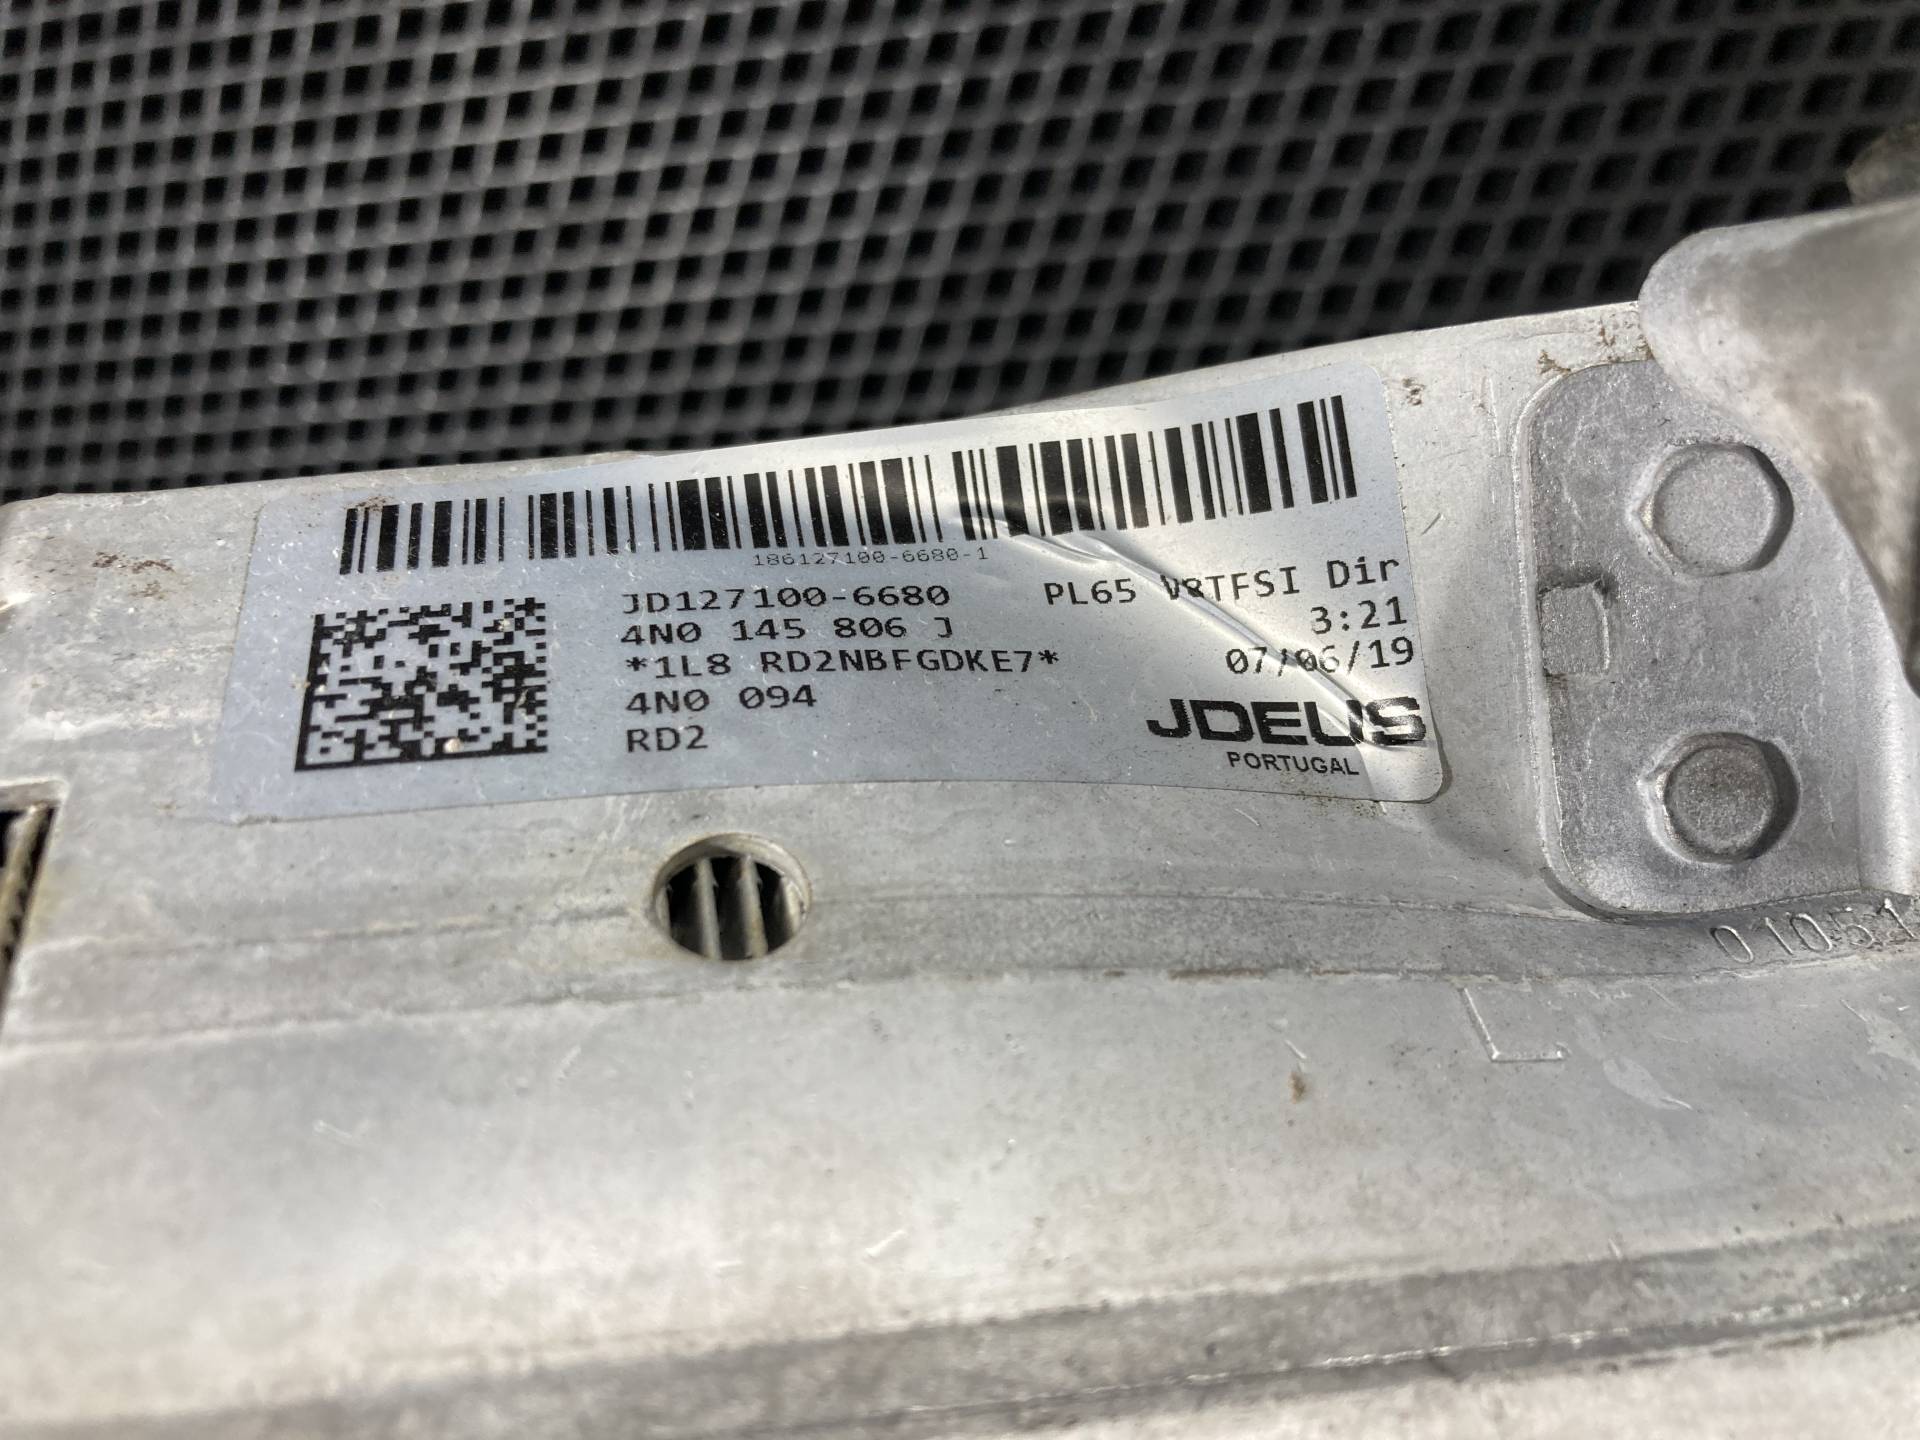 186127100-6680-1
JD127100-6680 PL65 V8TFSI Dir
4N0 145 806 J 3:21
*1L8 RD2NBFGDKE7* 07/06/19
4N0 094
RD2
JDEUS
PORTUGAL
01051
L